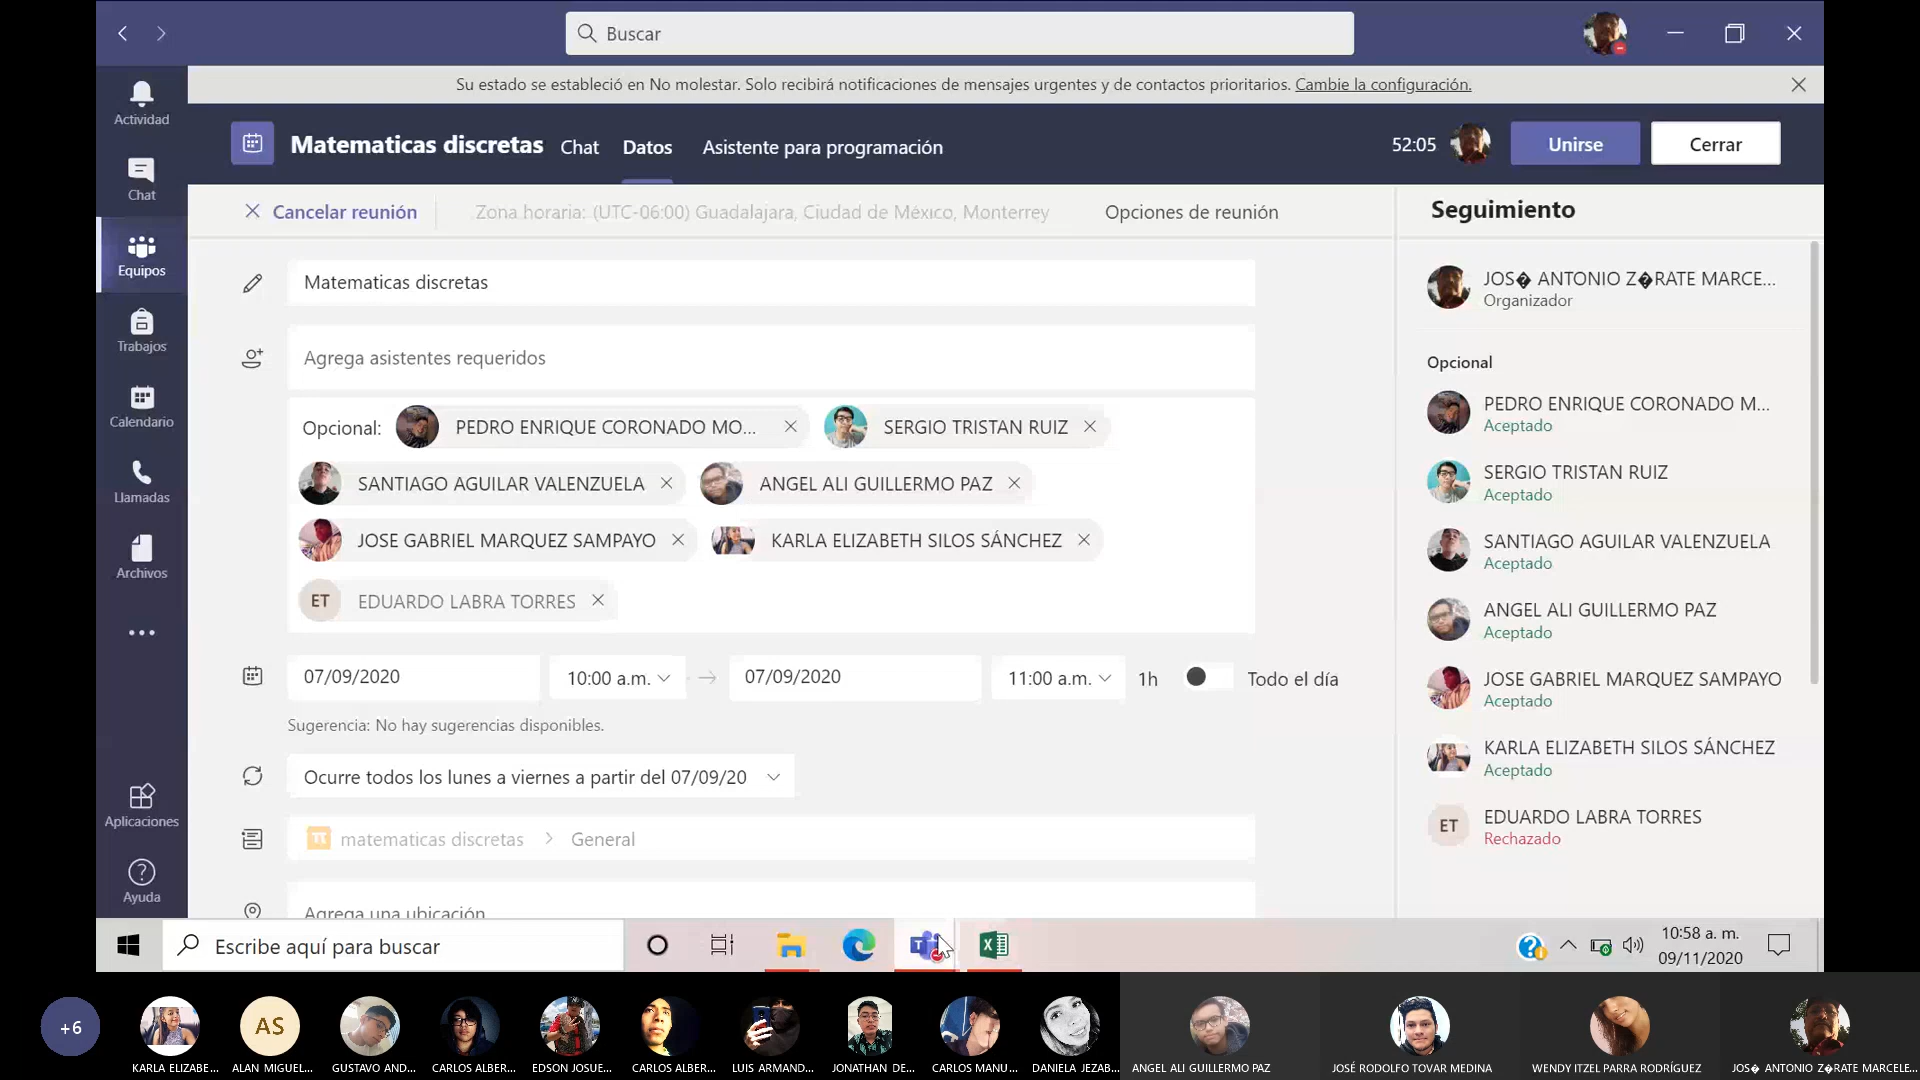 Buscar
Su estado se estableció en No molestar. Solo recibirá notificaciones de mensajes urgentes y de contactos prioritarios. Cambie la configuración.
Actividad
Chat
Equipos
Trabajos
Calendario
Llamadas
Archivos
Aplicaciones
Ayuda
Matematicas discretas Chat Datos Asistente para programación 52:05 Unirse Cerrar
Cancelar reunión Zona horaria: (UTC-06:00) Guadalajara, Ciudad de México, Monterrey Opciones de reunión
Matematicas discretas
Agrega asistentes requeridos
Opcional: PEDRO ENRIQUE CORONADO MO... SERGIO TRISTAN RUIZ
SANTIAGO AGUILAR VALENZUELA ANGEL ALI GUILLERMO PAZ
JOSE GABRIEL MARQUEZ SAMPAYO KARLA ELIZABETH SILOS SÁNCHEZ
ET EDUARDO LABRA TORRES
07/09/2020 10:00 a.m. 07/09/2020 11:00 a.m. 1h Todo el día
Sugerencia: No hay sugerencias disponibles.
Ocurre todos los lunes a viernes a partir del 07/09/20
matematicas discretas > General
Agrega una ubicación
Seguimiento
JOS� ANTONIO Z�RATE MARCE...
Organizador
Opcional
PEDRO ENRIQUE CORONADO M...
Aceptado
SERGIO TRISTAN RUIZ
Aceptado
SANTIAGO AGUILAR VALENZUELA
Aceptado
ANGEL ALI GUILLERMO PAZ
Aceptado
JOSE GABRIEL MARQUEZ SAMPAYO
Aceptado
KARLA ELIZABETH SILOS SÁNCHEZ
Aceptado
ET EDUARDO LABRA TORRES
Rechazado
Escribe aquí para buscar
10:58 a. m.
09/11/2020
+6
AS
KARLA ELIZABE... ALAN MIGUEL... GUSTAVO AND... CARLOS ALBER... EDSON JOSUE... CARLOS ALBER... LUIS ARMAND... JONATHAN DE... CARLOS MANU... DANIELA JEZAB... ANGEL ALI GUILLERMO PAZ JOSÉ RODOLFO TOVAR MEDINA WENDY ITZEL PARRA RODRÍGUEZ JOS� ANTONIO Z�RATE MARCELE...